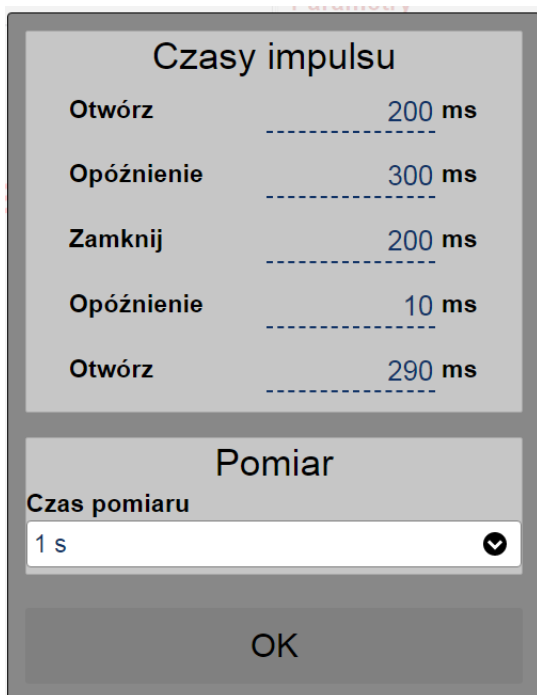 Parametry
Czasy impulsu
Otwórz 200 ms
Opóźnienie 300 ms
Zamknij 200 ms
Opóźnienie 10 ms
Otwórz 290 ms
Pomiar
Czas pomiaru
1 s
OK